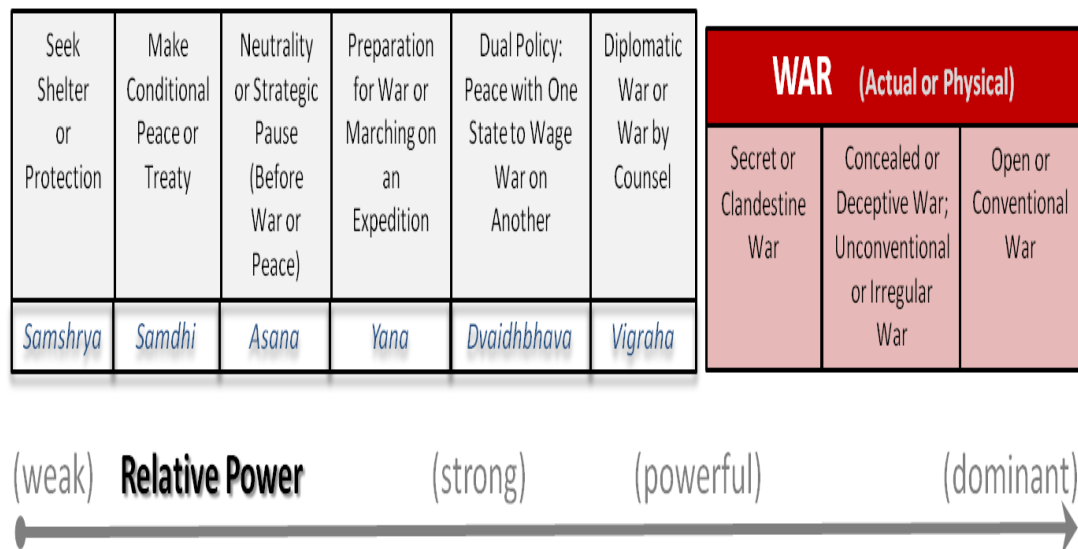 Seek
Shelter
or
Protection
Make
Conditional
Peace or
Treaty
Neutrality
or Strategic
Pause
(Before
War or
Peace)
Preparation
for War or
Marching on
an
Expedition
Dual Policy:
Peace with One
State to Wage
War on
Another
Diplomatic
War or
War by
Counsel
WAR (Actual or Physical)
Secret or
Clandestine
War
Concealed or
Deceptive War;
Unconventional
or Irregular
War
Open or
Conventional
War
Samshrya
Samdhi
Asana
Yana
Dvaidhbhava
Vigraha
(weak) Relative Power (strong) (powerful) (dominant)